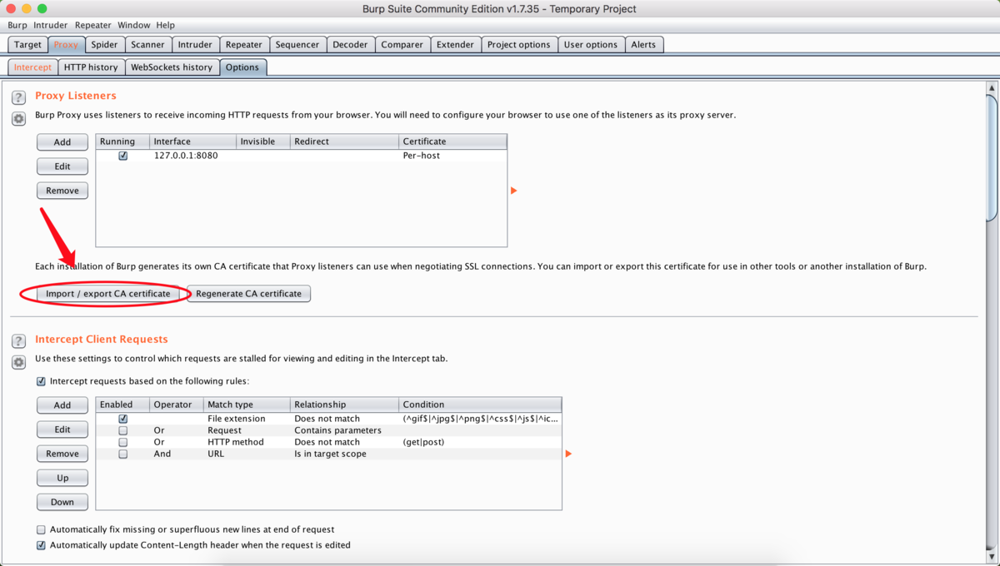 Burp Suite Community Edition v1.7.35 - Temporary Project
Burp Intruder Repeater Window Help
Target Proxy Spider Scanner Intruder Repeater Sequencer Decoder Comparer Extender Project options User options Alerts
Intercept HTTP history WebSockets history Options
? Proxy Listeners
Burp Proxy uses listeners to receive incoming HTTP requests from your browser. You will need to configure your browser to use one of the listeners as its proxy server.
Add Running Interface Invisible Redirect Certificate
127.0.0.1:8080 Per-host
Edit
Remove
Each installation of Burp generates its own CA certificate that Proxy listeners can use when negotiating SSL connections. You can import or export this certificate for use in other tools or another installation of Burp.
Import / export CA certificate Regenerate CA certificate
? Intercept Client Requests
Use these settings to control which requests are stalled for viewing and editing in the Intercept tab.
Intercept requests based on the following rules:
Add Enabled Operator Match type Relationship Condition
File extension Does not match (^gif$|^jpg$|^png$|^css$|^js$|^ic...
Edit Or Request Contains parameters
Or HTTP method Does not match (get|post)
Remove And URL Is in target scope
Up
Down
Automatically fix missing or superfluous new lines at end of request
Automatically update Content-Length header when the request is edited